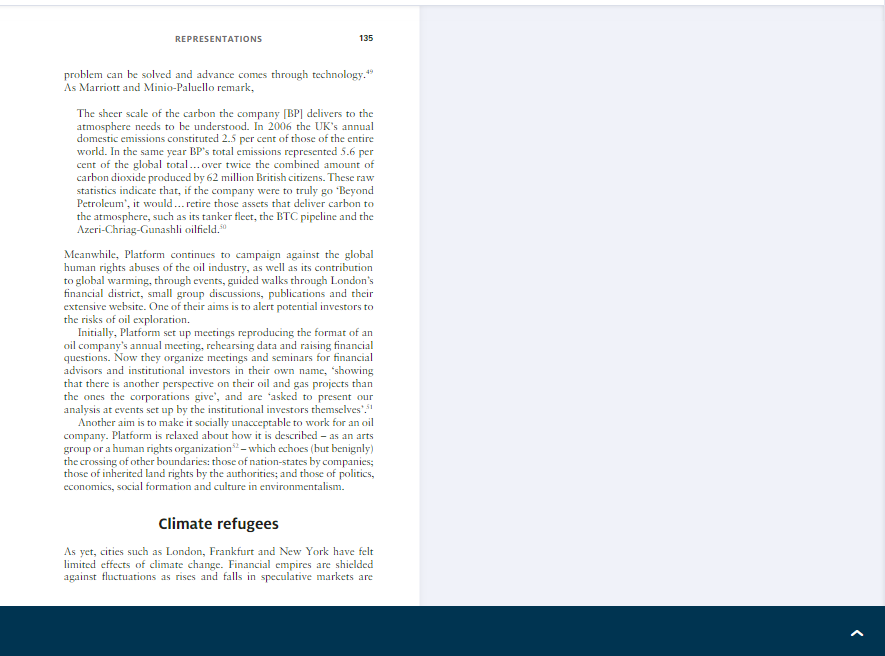 REPRESENTATIONS 135
problem can be solved and advance comes through technology.⁴⁹
As Marriott and Minio-Paluello remark,
The sheer scale of the carbon the company [BP] delivers to the
atmosphere needs to be understood. In 2006 the UK's annual
domestic emissions constituted 2.5 per cent of those of the entire
world. In the same year BP's total emissions represented 5.6 per
cent of the global total…over twice the combined amount of
carbon dioxide produced by 62 million British citizens. These raw
statistics indicate that, if the company were to truly go 'Beyond
Petroleum', it would…retire those assets that deliver carbon to
the atmosphere, such as its tanker fleet, the BTC pipeline and the
Azeri-Chriag-Gunashli oilfield.⁵⁰
Meanwhile, Platform continues to campaign against the global
human rights abuses of the oil industry, as well as its contribution
to global warming, through events, guided walks through London's
financial district, small group discussions, publications and their
extensive website. One of their aims is to alert potential investors to
the risks of oil exploration.
Initially, Platform set up meetings reproducing the format of an
oil company's annual meeting, rehearsing data and raising financial
questions. Now they organize meetings and seminars for financial
advisors and institutional investors in their own name, 'showing
that there is another perspective on their oil and gas projects than
the ones the corporations give', and are 'asked to present our
analysis at events set up by the institutional investors themselves'.⁵¹
Another aim is to make it socially unacceptable to work for an oil
company. Platform is relaxed about how it is described – as an arts
group or a human rights organization⁵² – which echoes (but benignly)
the crossing of other boundaries: those of nation-states by companies;
those of inherited land rights by the authorities; and those of politics,
economics, social formation and culture in environmentalism.
Climate refugees
As yet, cities such as London, Frankfurt and New York have felt
limited effects of climate change. Financial empires are shielded
against fluctuations as rises and falls in speculative markets are